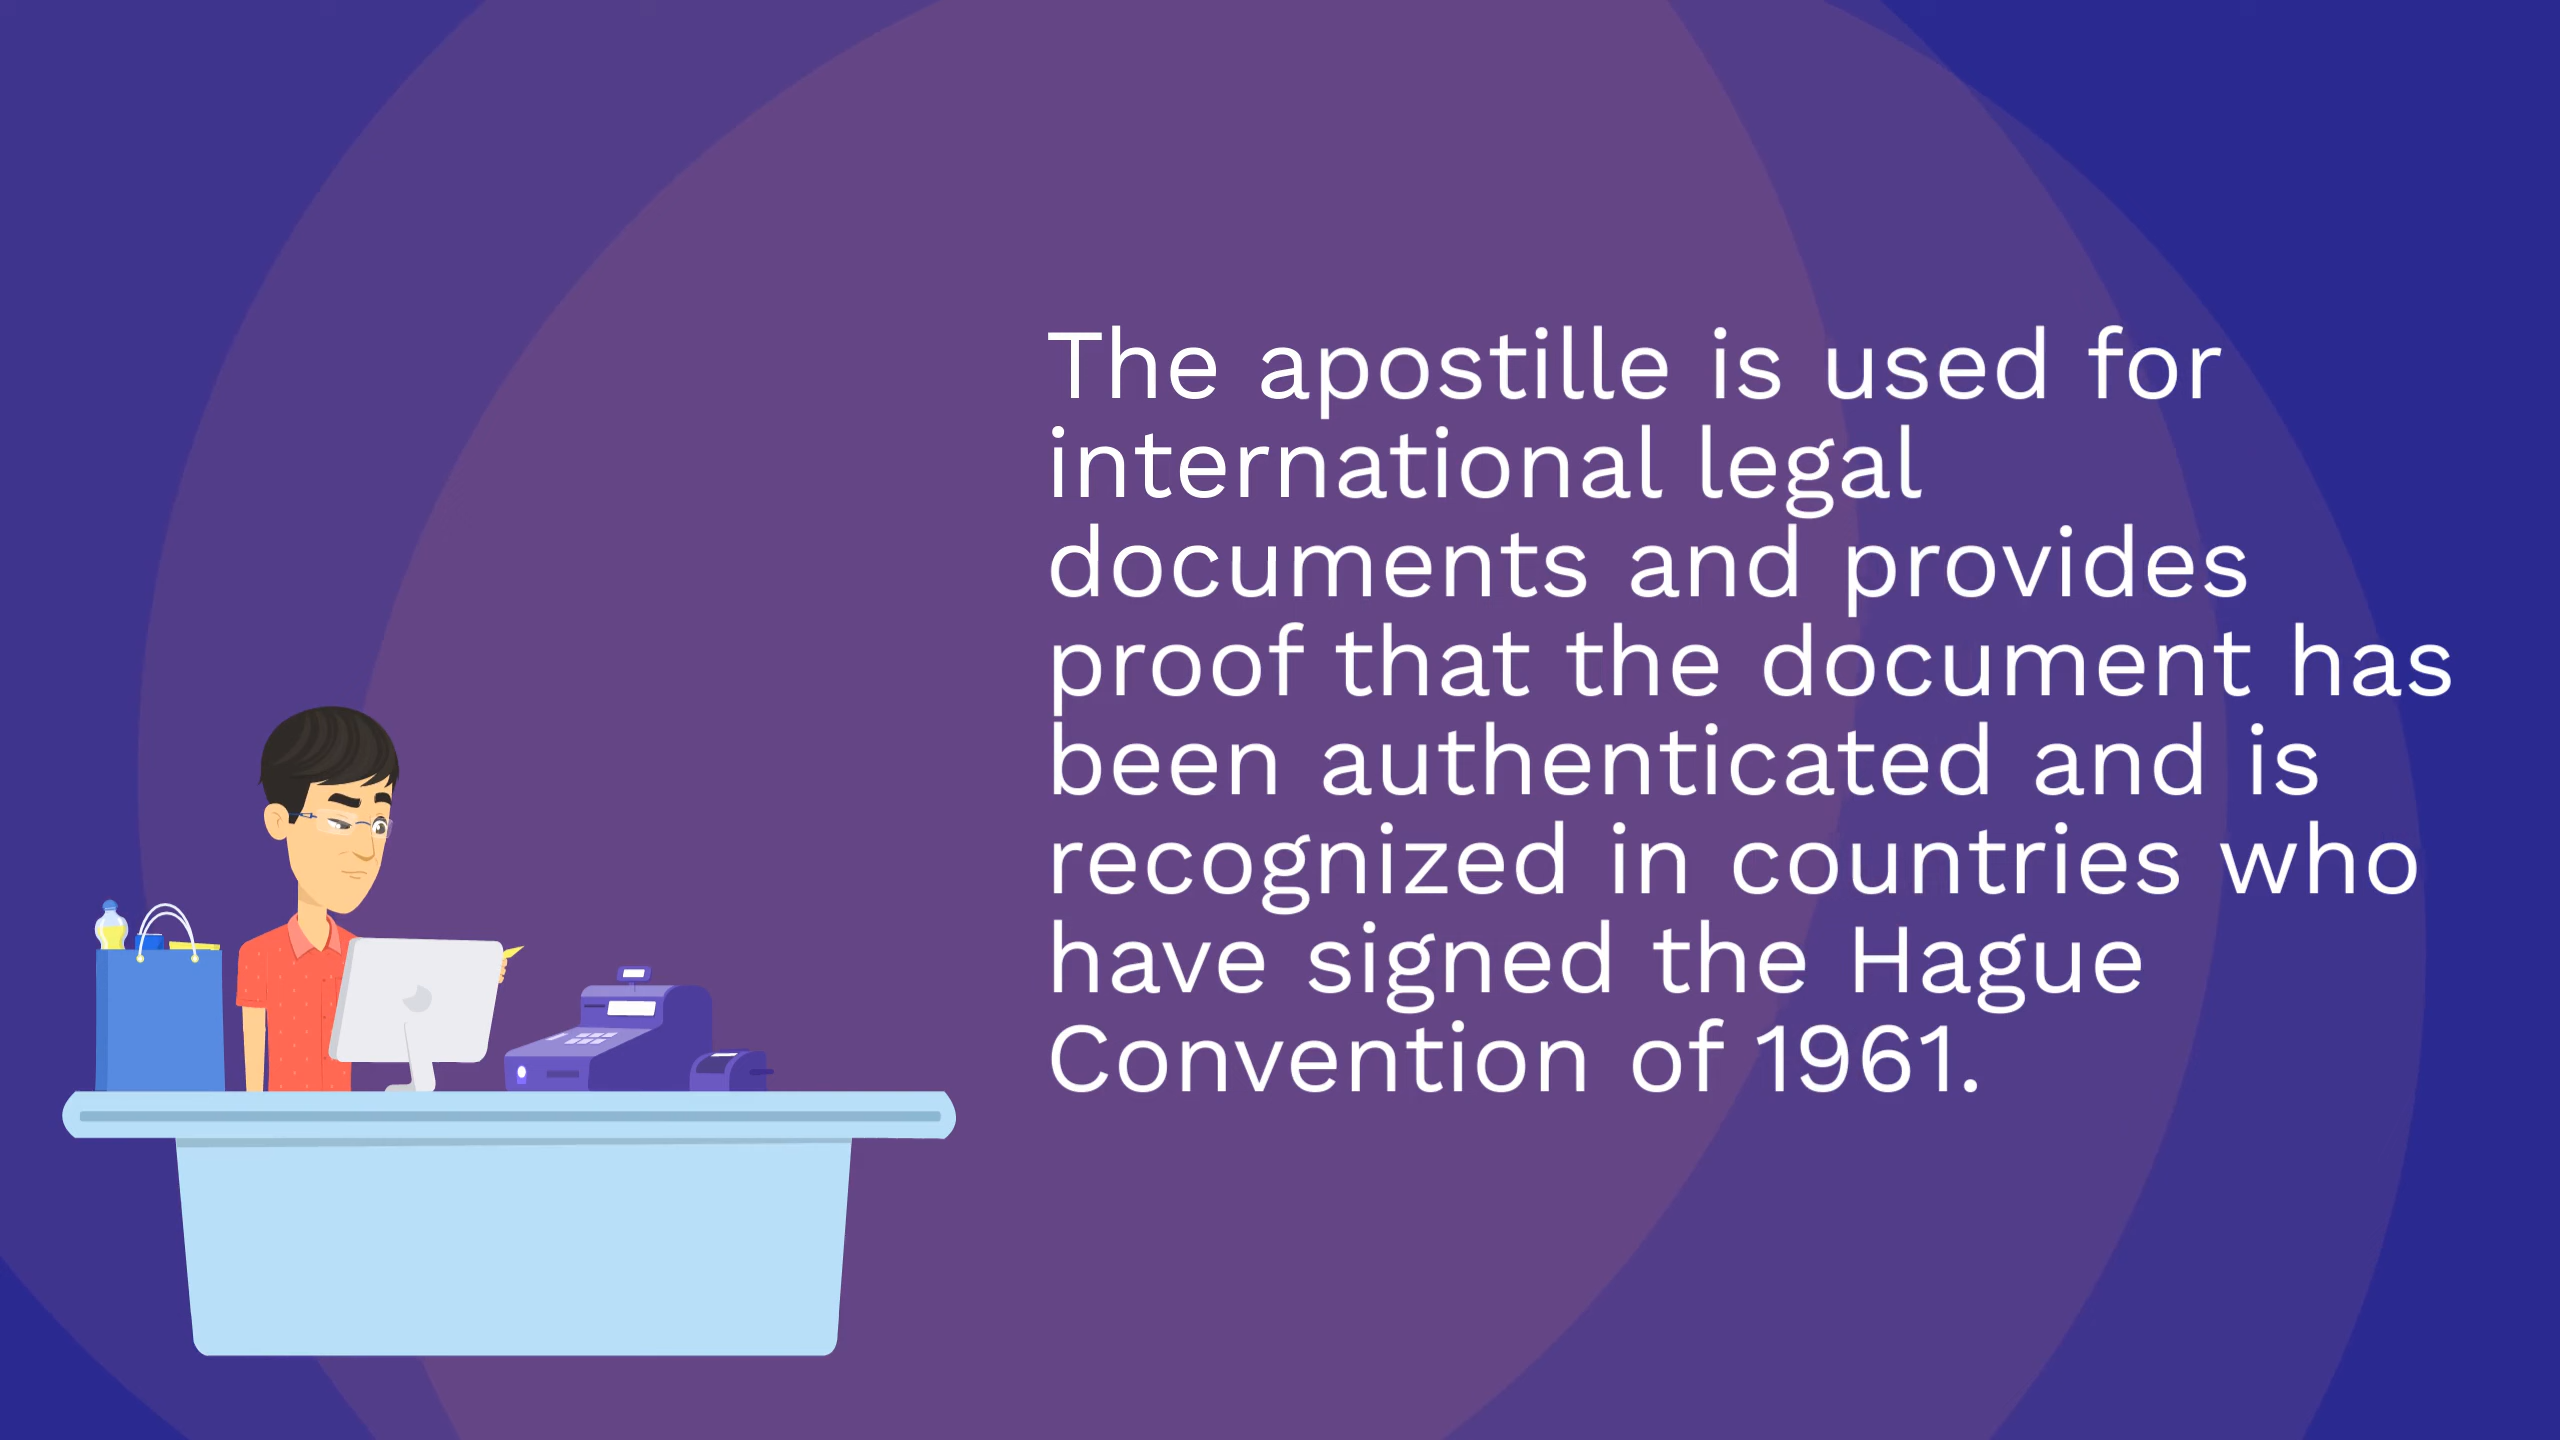 The apostille is used for
international legal
documents and provides
proof that the document has
been authenticated and is
recognized in countries who
have signed the Hague
Convention of 1961.